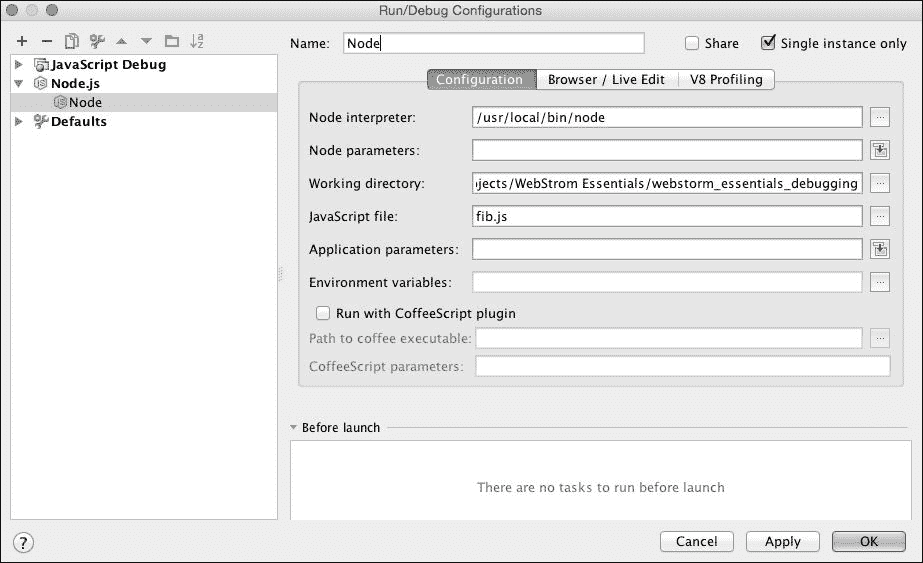 Run/Debug Configurations
Name: Node
Share
Single instance only
JavaScript Debug
Node.js
Node
Defaults
Configuration
Browser / Live Edit
V8 Profiling
Node interpreter: /usr/local/bin/node
Node parameters:
Working directory: jects/WebStrom Essentials/webstorm_essentials_debugging
JavaScript file: fib.js
Application parameters:
Environment variables:
Run with CoffeeScript plugin
Path to coffee executable:
CoffeeScript parameters:
Before launch
There are no tasks to run before launch
? Cancel Apply OK